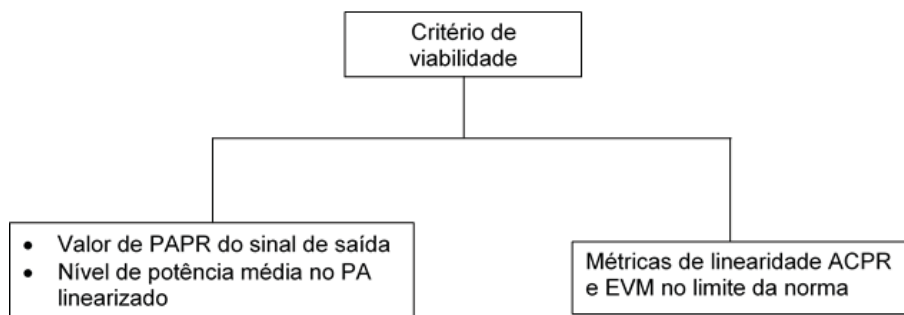 Critério de
viabilidade
• Valor de PAPR do sinal de saída
• Nível de potência média no PA
linearizado
Métricas de linearidade ACPR
e EVM no limite da norma